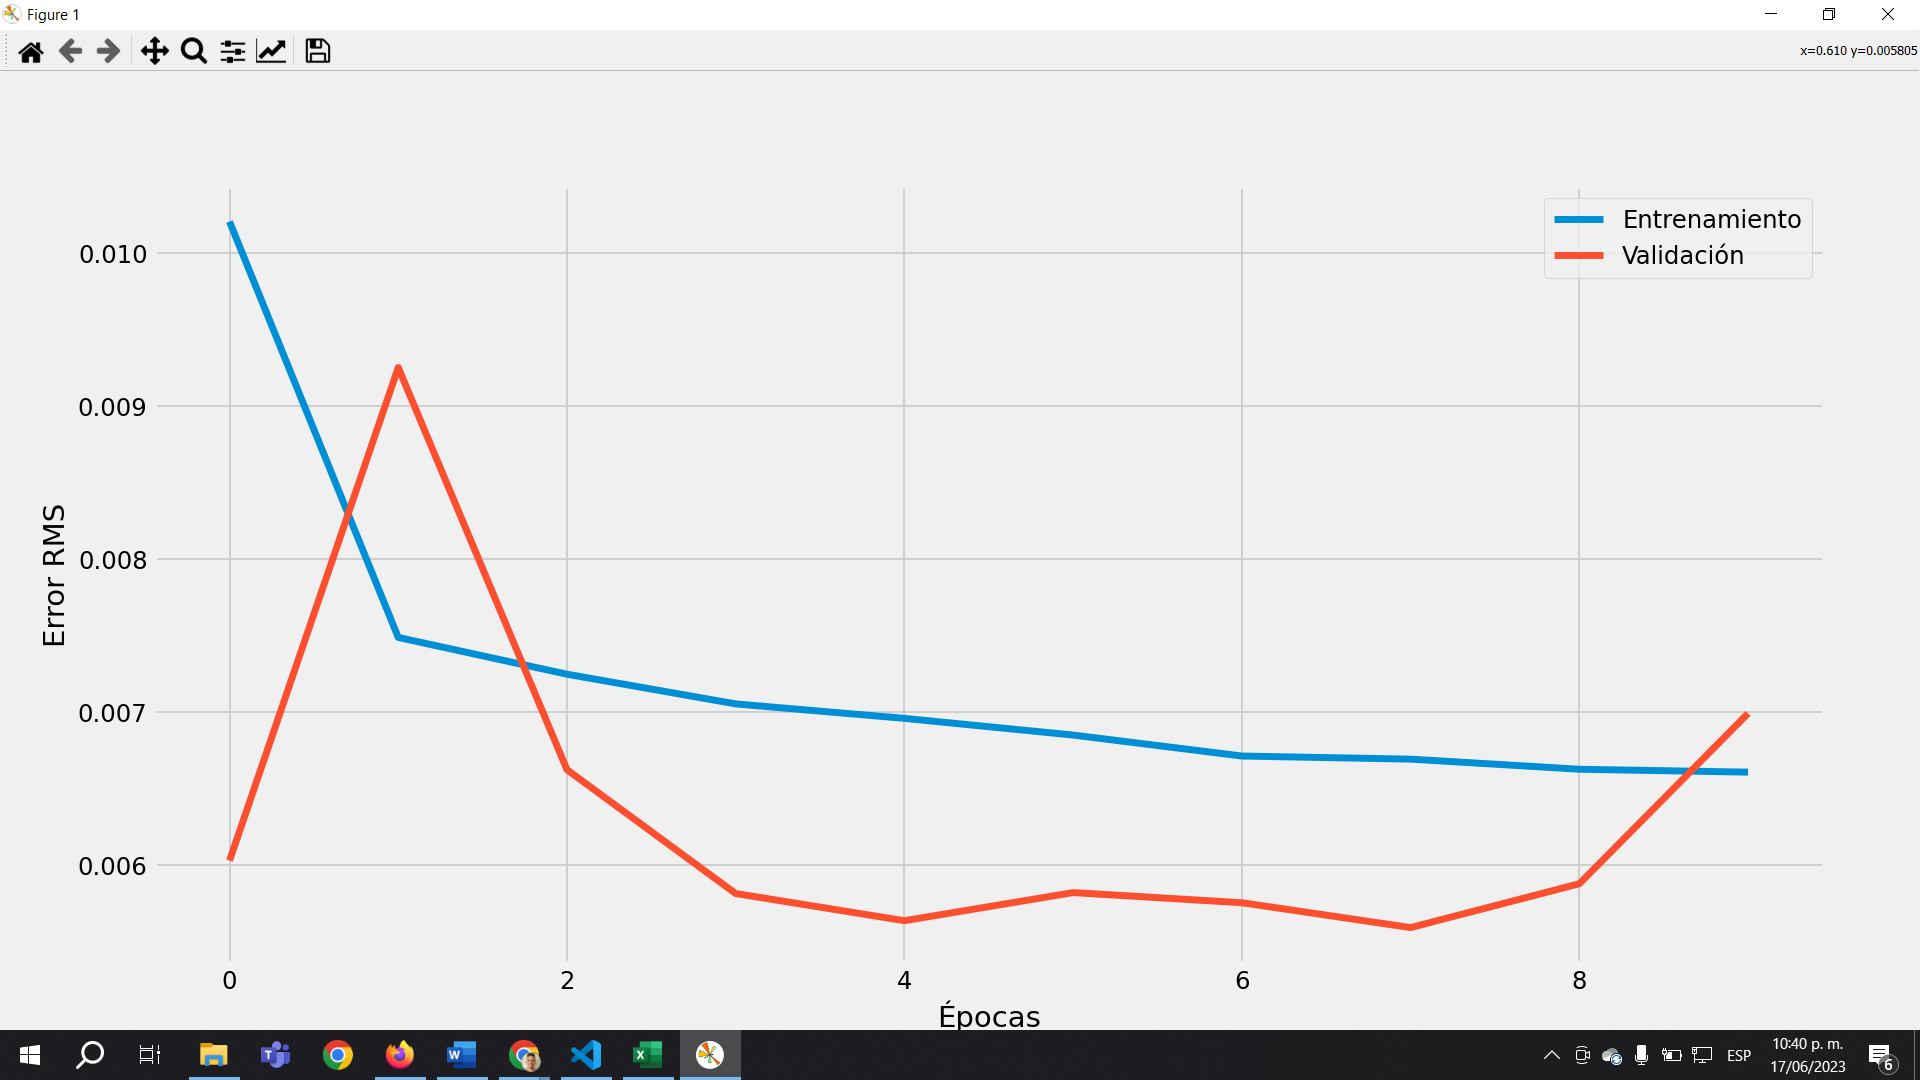 Figure 1
x=0.610 y=0.005805
Entrenamiento
Validación
0.010
0.009
0.008
0.007
0.006
Error RMS
0 2 4 6 8
Épocas
ESP
10:40 p. m.
17/06/2023
6